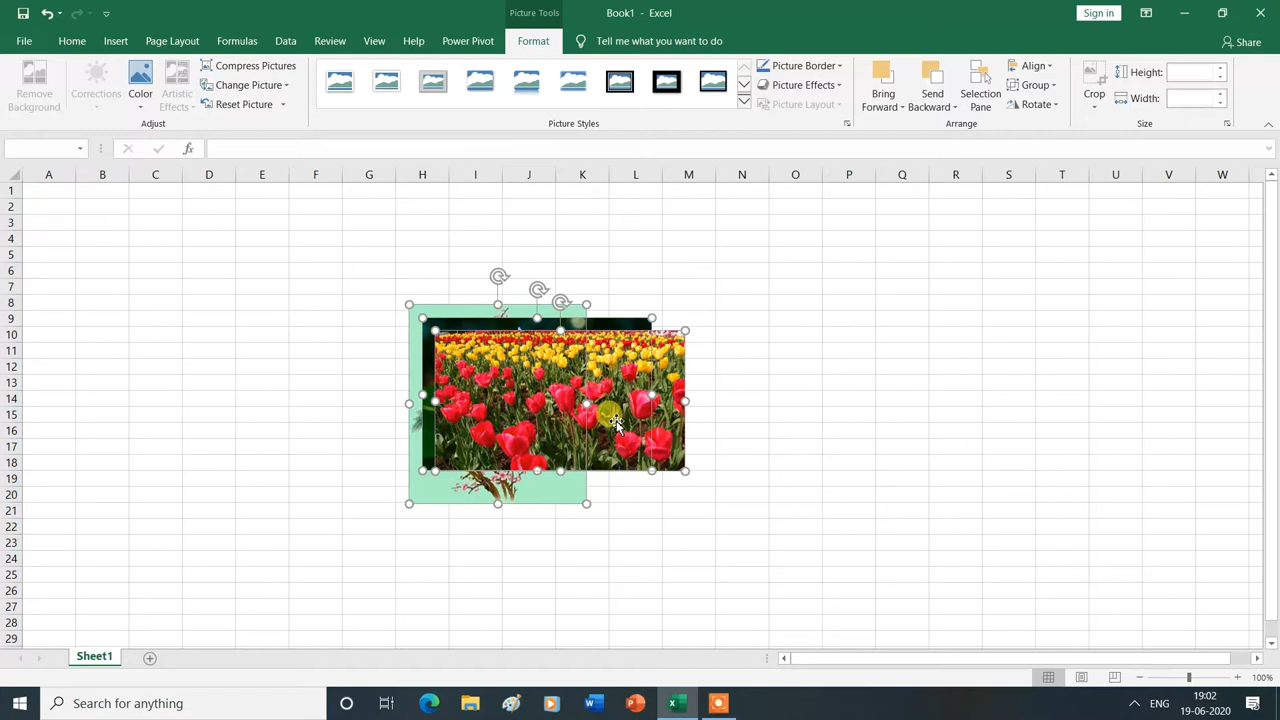 Picture Tools
Book1 - Excel
Sign in
File Home Insert Page Layout Formulas Data Review View Help Power Pivot Format Tell me what you want to do Share
Remove Background
Corrections
Color
Artistic Effects
Compress Pictures
Change Picture
Reset Picture
Adjust
Picture Styles
Picture Border
Picture Effects
Picture Layout
Bring Forward
Send Backward
Selection Pane
Align
Group
Rotate
Arrange
Crop
Height:
Width:
Size
fx
A B C D E F G H I J K L M N O P Q R S T U V W
1
2
3
4
5
6
7
8
9
10
11
12
13
14
15
16
17
18
19
20
21
22
23
24
25
26
27
28
29
Sheet1
100%
Search for anything
ENG
19:02
19-06-2020